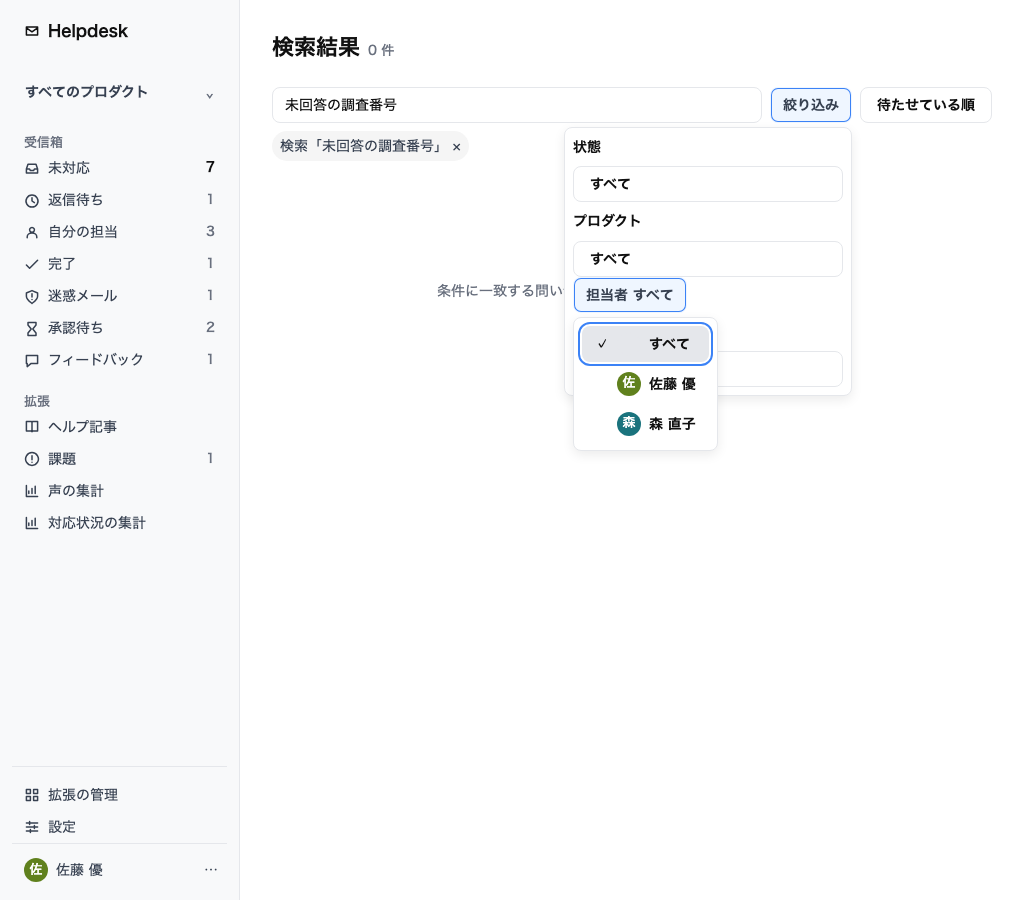 Helpdesk
すべてのプロダクト
受信箱
未対応 7
返信待ち 1
自分の担当 3
完了 1
迷惑メール 1
承認待ち 2
フィードバック 1
拡張
ヘルプ記事
課題 1
声の集計
対応状況の集計
拡張の管理
設定
佐 佐藤 優 …
検索結果 0 件
未回答の調査番号 絞り込み 待たせている順
検索「未回答の調査番号」 ×
条件に一致する問い
状態
すべて
プロダクト
すべて
担当者 すべて
✓ すべて
佐 佐藤 優
森 森 直子